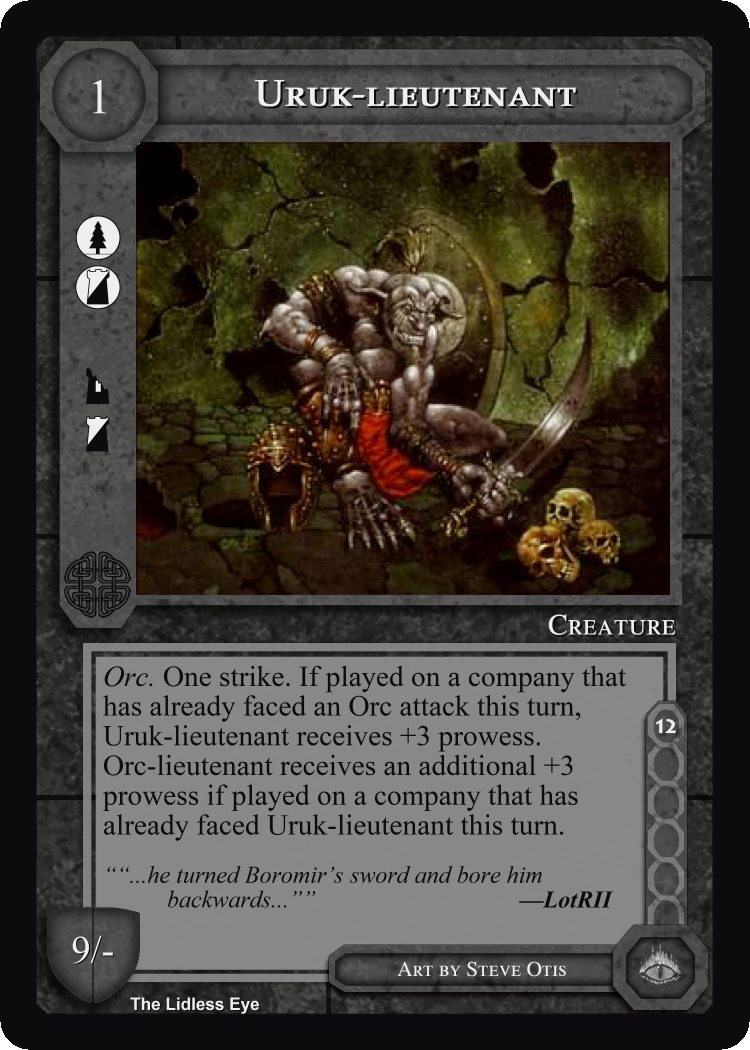 1
URUK-LIEUTENANT
CREATURE
Orc. One strike. If played on a company that
has already faced an Orc attack this turn,
Uruk-lieutenant receives +3 prowess.
Orc-lieutenant receives an additional +3
prowess if played on a company that has
already faced Uruk-lieutenant this turn.
12
““...he turned Boromir’s sword and bore him
backwards...”” —LotRII
9/-
ART BY STEVE OTIS
The Lidless Eye